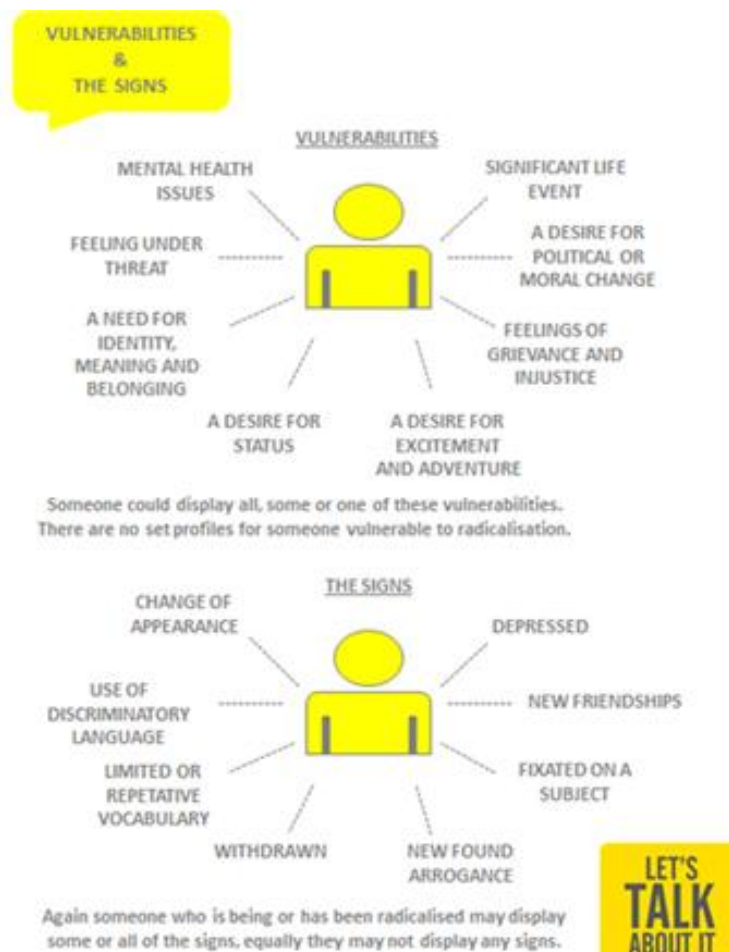 VULNERABILITIES
&
THE SIGNS
VULNERABILITIES
MENTAL HEALTH
ISSUES
SIGNIFICANT LIFE
EVENT
FEELING UNDER
THREAT
A DESIRE FOR
POLITICAL OR
MORAL CHANGE
A NEED FOR
IDENTITY,
MEANING AND
BELONGING
FEELINGS OF
GRIEVANCE AND
INJUSTICE
A DESIRE FOR
STATUS
A DESIRE FOR
EXCITEMENT
AND ADVENTURE
Someone could display all, some or one of these vulnerabilities.
There are no set profiles for someone vulnerable to radicalisation.
THE SIGNS
CHANGE OF
APPEARANCE
DEPRESSED
USE OF
DISCRIMINATORY
LANGUAGE
NEW FRIENDSHIPS
LIMITED OR
REPETATIVE
VOCABULARY
FIXATED ON A
SUBJECT
WITHDRAWN
NEW FOUND
ARROGANCE
Again someone who is being or has been radicalised may display
some or all of the signs, equally they may not display any signs.
LET'S
TALK
ABOUT IT